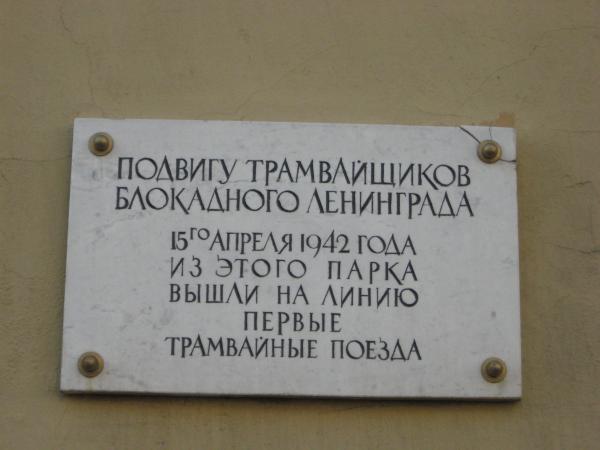 ПОДВИГУ ТРАМВАЙЩИКОВ
БЛОКАДНОГО ЛЕНИНГРАДА
15ГО АПРЕЛЯ 1942 ГОДА
ИЗ ЭТОГО ПАРКА
ВЫШЛИ НА ЛИНИЮ
ПЕРВЫЕ
ТРАМВАЙНЫЕ ПОЕЗДА